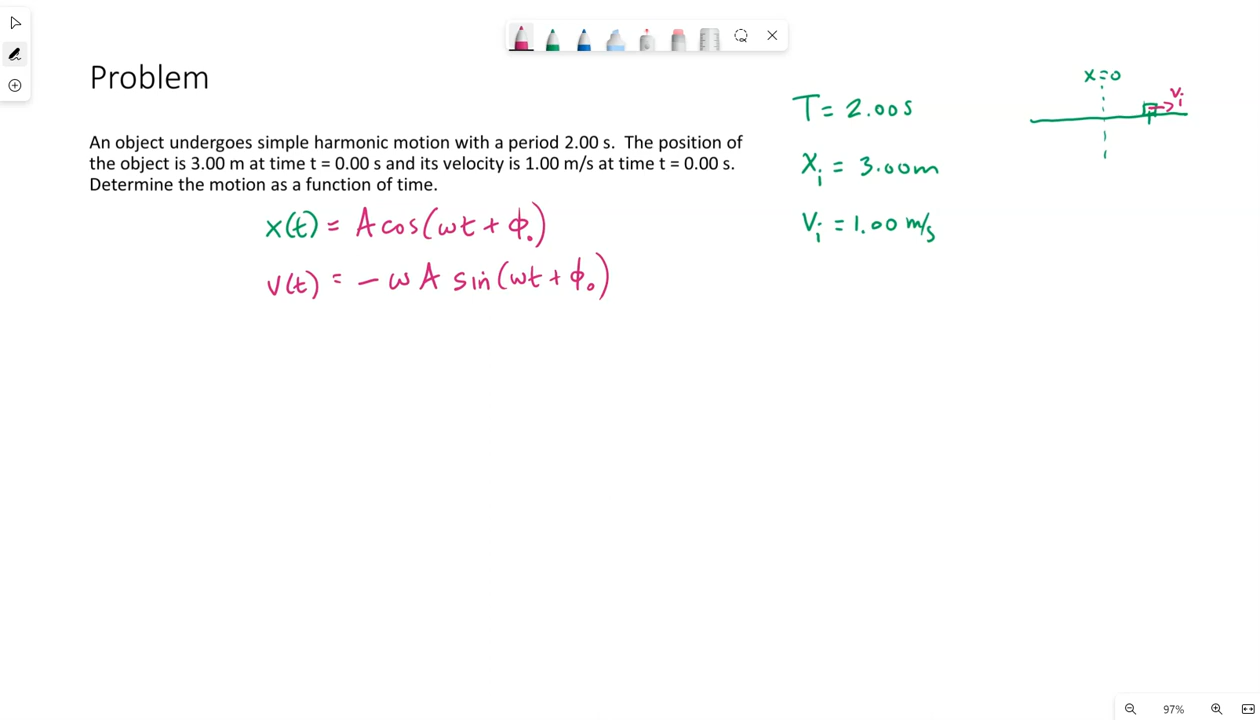 Problem
An object undergoes simple harmonic motion with a period 2.00 s. The position of
the object is 3.00 m at time t = 0.00 s and its velocity is 1.00 m/s at time t = 0.00 s.
Determine the motion as a function of time.
x(t) = A cos(ωt + ϕ₀)
v(t) = - ω A sin(ωt + ϕ₀)
T = 2.00 s
xᵢ = 3.00 m
vᵢ = 1.00 m/s
x = 0
vᵢ
97%